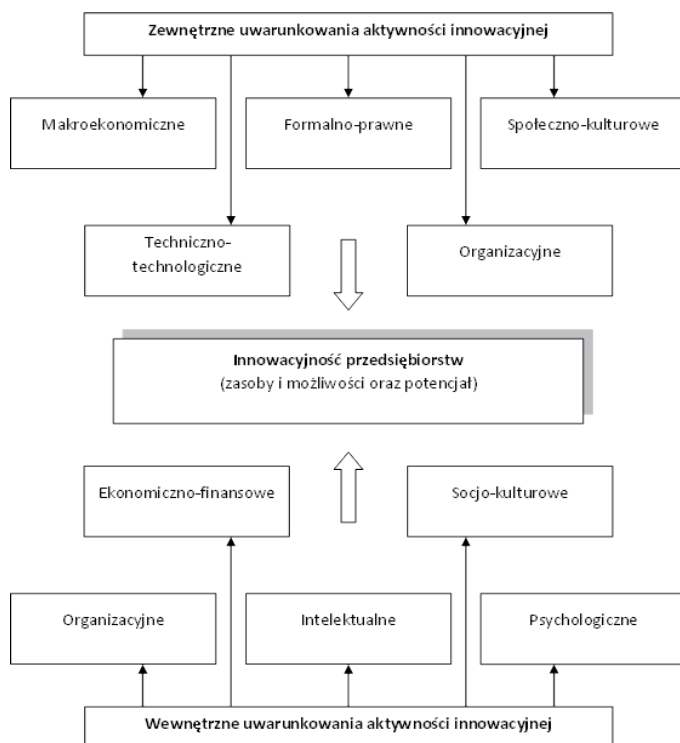 Zewnętrzne uwarunkowania aktywności innowacyjnej
Makroekonomiczne
Formalno-prawne
Społeczno-kulturowe
Techniczno-
technologiczne
Organizacyjne
Innowacyjność przedsiębiorstw
(zasoby i możliwości oraz potencjał)
Ekonomiczno-finansowe
Socjo-kulturowe
Organizacyjne
Intelektualne
Psychologiczne
Wewnętrzne uwarunkowania aktywności innowacyjnej